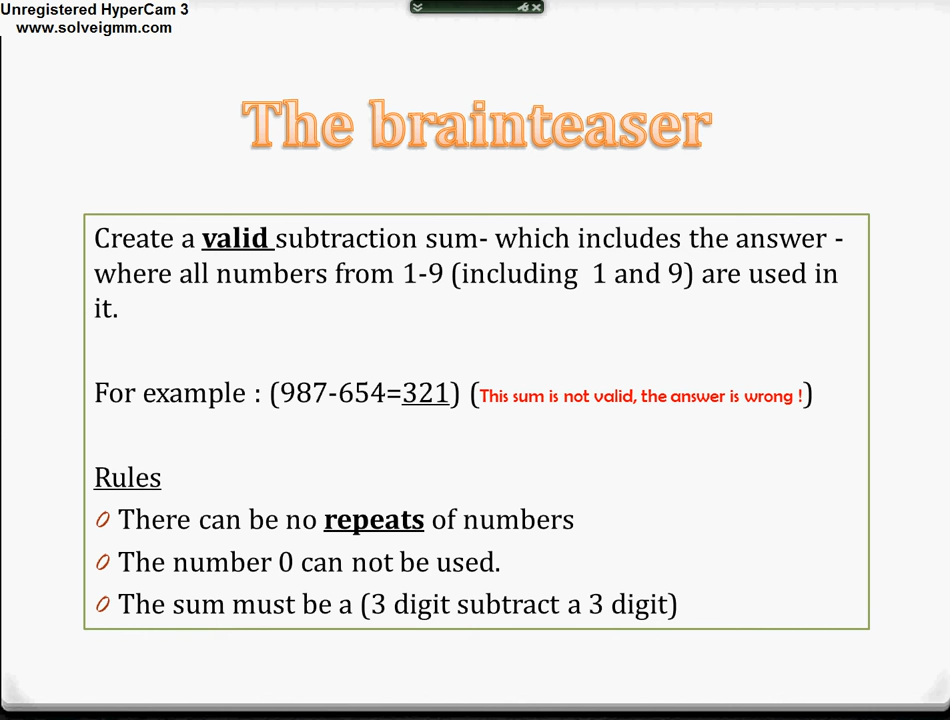 Unregistered HyperCam 3
www.solveigmm.com
The brainteaser
Create a valid subtraction sum- which includes the answer -
where all numbers from 1-9 (including 1 and 9) are used in
it.
For example : (987-654=321) (This sum is not valid, the answer is wrong !)
Rules
There can be no repeats of numbers
The number 0 can not be used.
The sum must be a (3 digit subtract a 3 digit)